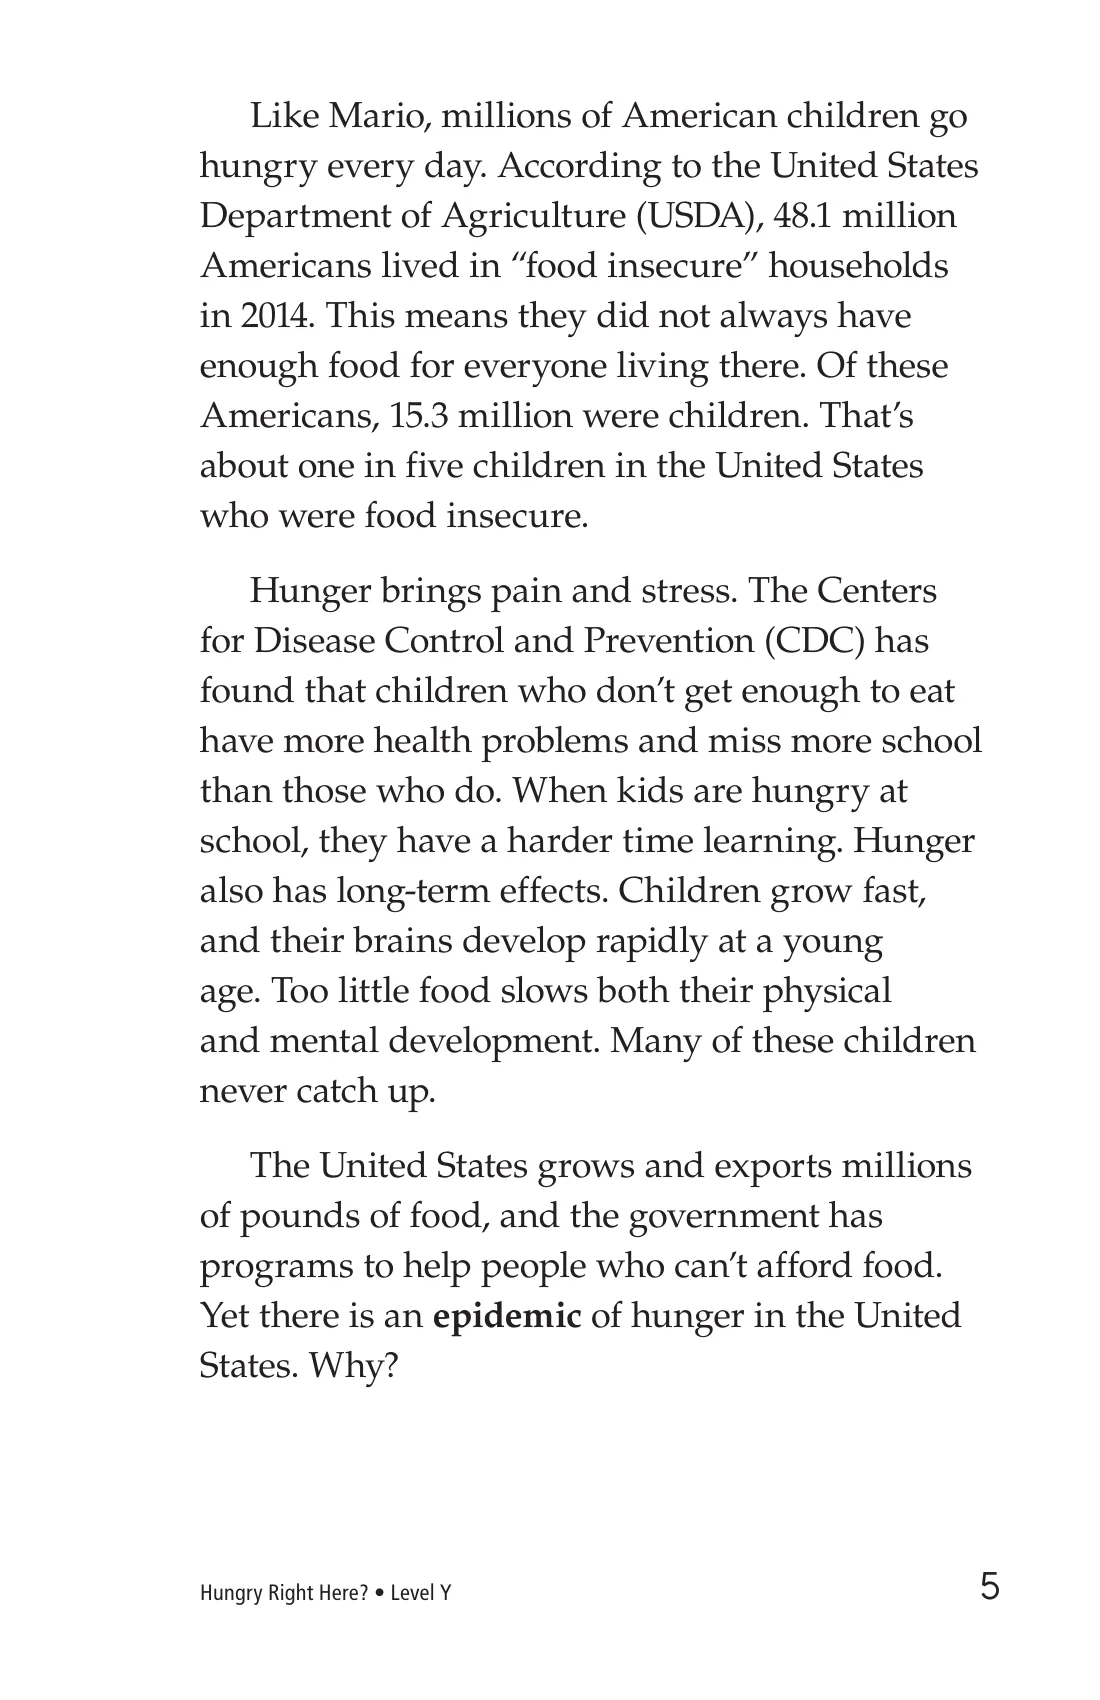 Like Mario, millions of American children go
hungry every day. According to the United States
Department of Agriculture (USDA), 48.1 million
Americans lived in “food insecure” households
in 2014. This means they did not always have
enough food for everyone living there. Of these
Americans, 15.3 million were children. That’s
about one in five children in the United States
who were food insecure.
Hunger brings pain and stress. The Centers
for Disease Control and Prevention (CDC) has
found that children who don’t get enough to eat
have more health problems and miss more school
than those who do. When kids are hungry at
school, they have a harder time learning. Hunger
also has long-term effects. Children grow fast,
and their brains develop rapidly at a young
age. Too little food slows both their physical
and mental development. Many of these children
never catch up.
The United States grows and exports millions
of pounds of food, and the government has
programs to help people who can’t afford food.
Yet there is an epidemic of hunger in the United
States. Why?
Hungry Right Here? • Level Y
5